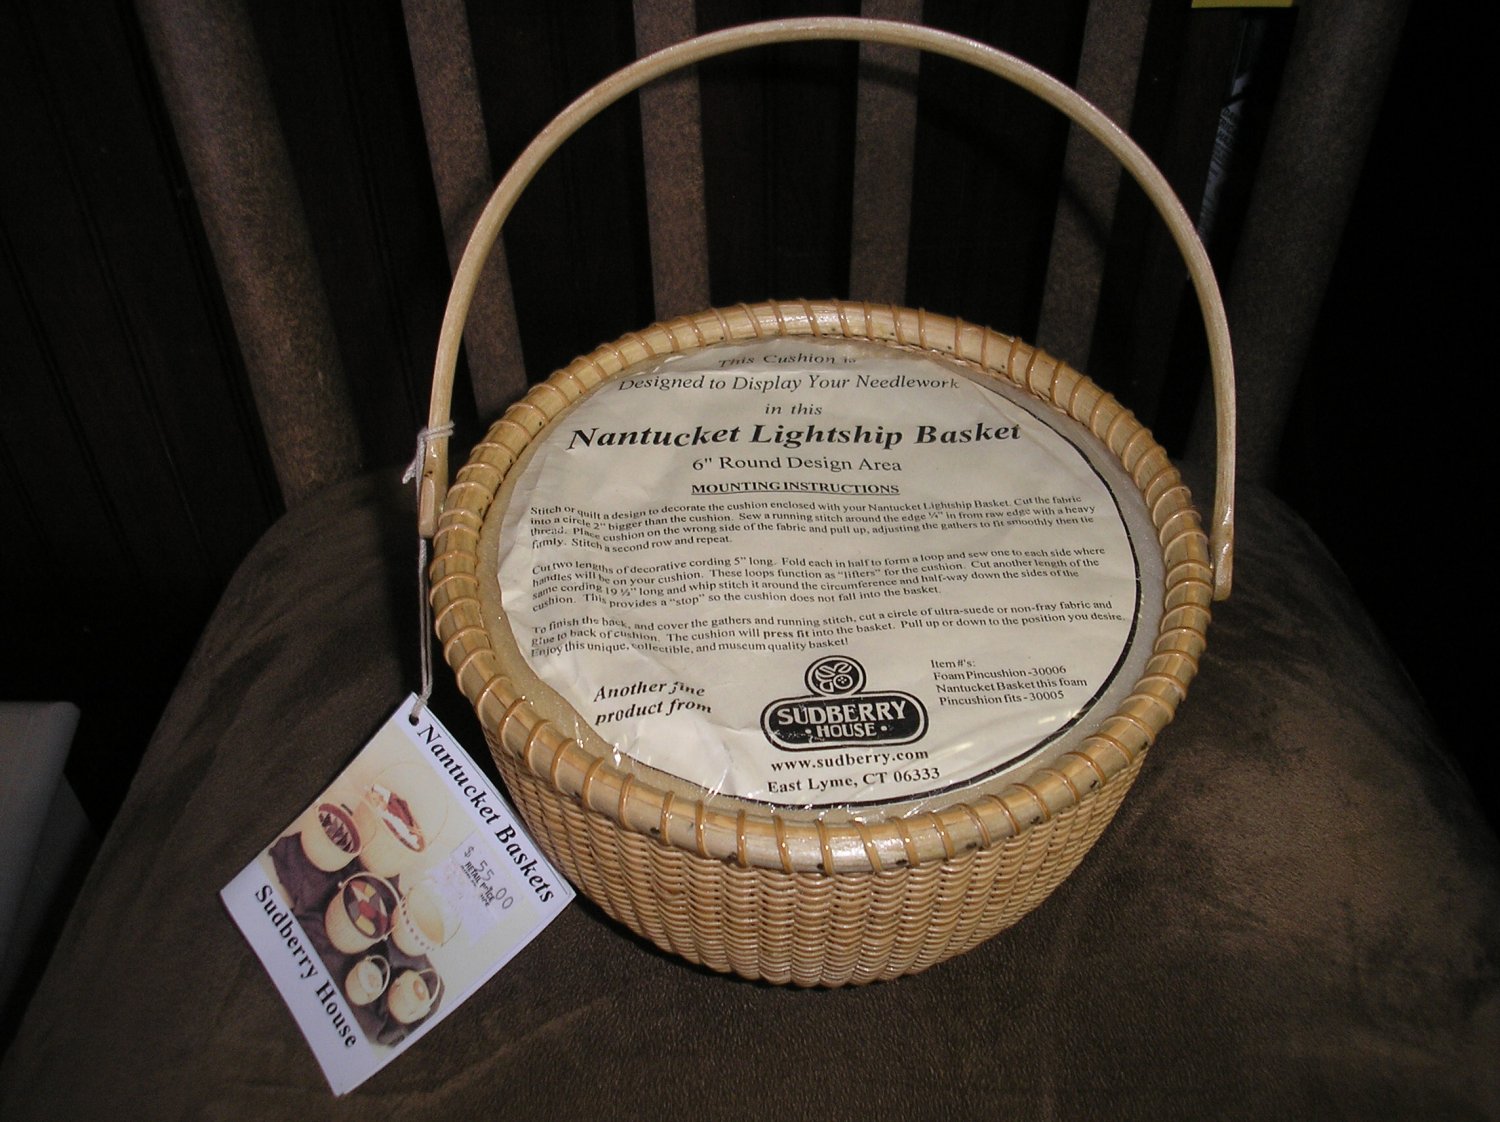 This Cushion is
Designed to Display Your Needlework
in this
Nantucket Lightship Basket
6" Round Design Area
MOUNTING INSTRUCTIONS
Stitch or quilt a design to decorate the cushion enclosed with your Nantucket Lightship Basket. Cut the fabric
into a circle 2" bigger than the cushion. Sew a running stitch around the edge ¼" in from raw edge with a heavy
thread. Place cushion on the wrong side of the fabric and pull up, adjusting the gathers to fit smoothly then tie
firmly. Stitch a second row and repeat.
Cut two lengths of decorative cording 5" long. Fold each in half to form a loop and sew one to each side where
handles will be on your cushion. These loops function as "lifters" for the cushion. Cut another length of the
same cording 19 ½" long and whip stitch it around the circumference and half-way down the sides of the
cushion. This provides a "stop" so the cushion does not fall into the basket.
To finish the back, and cover the gathers and running stitch, cut a circle of ultra-suede or non-fray fabric and
glue to back of cushion. The cushion will press fit into the basket. Pull up or down to the position you desire.
Enjoy this unique, collectible, and museum quality basket!
Another fine
product from
SUDBERRY
HOUSE
www.sudberry.com
East Lyme, CT 06333
Item #'s:
Foam Pincushion - 30006
Nantucket Basket this foam
Pincushion fits - 30005
Nantucket Baskets
$ 55.00
RETAIL PRICE
Sudberry House